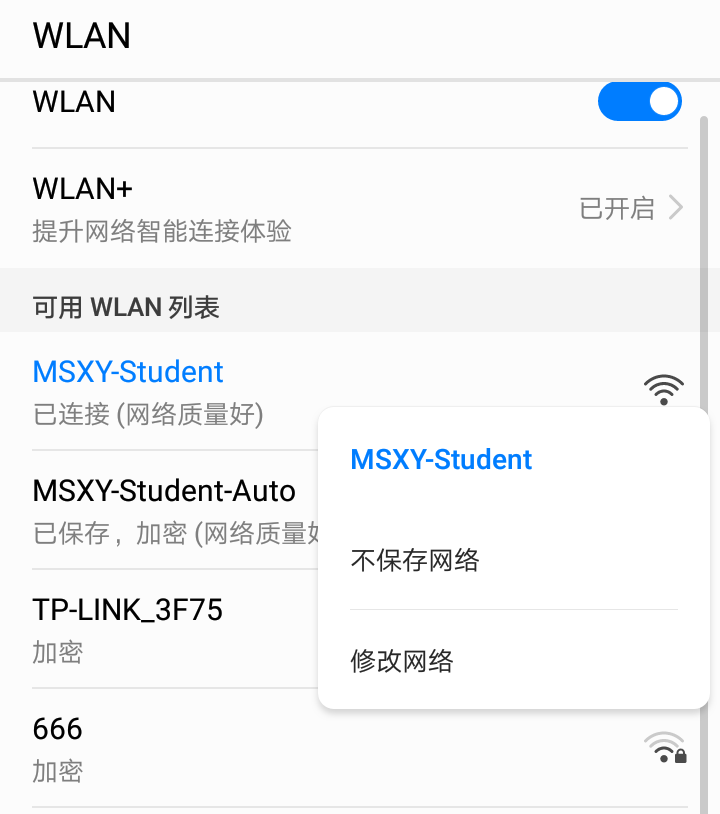 WLAN
WLAN
WLAN+
提升网络智能连接体验
已开启
可用 WLAN 列表
MSXY-Student
已连接 (网络质量好)
MSXY-Student-Auto
已保存，加密 (网络质量好
TP-LINK_3F75
加密
666
加密
MSXY-Student
不保存网络
修改网络